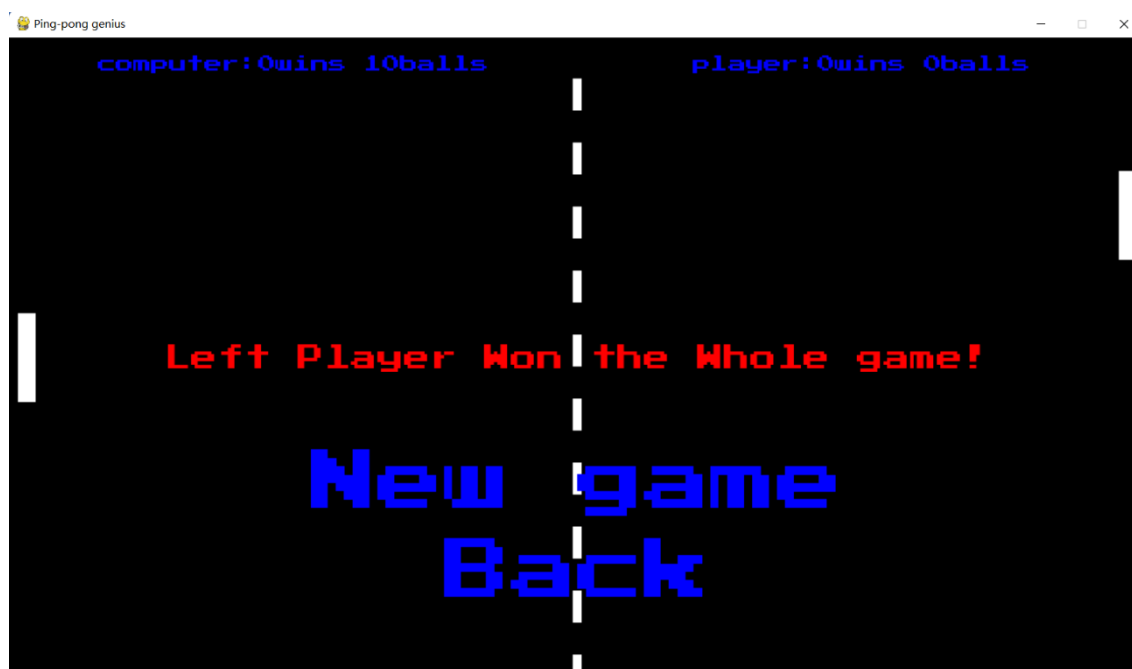 Ping-pong genius
computer:0wins 10balls player:0wins 0balls
Left Player Won the Whole game!
New game
Back